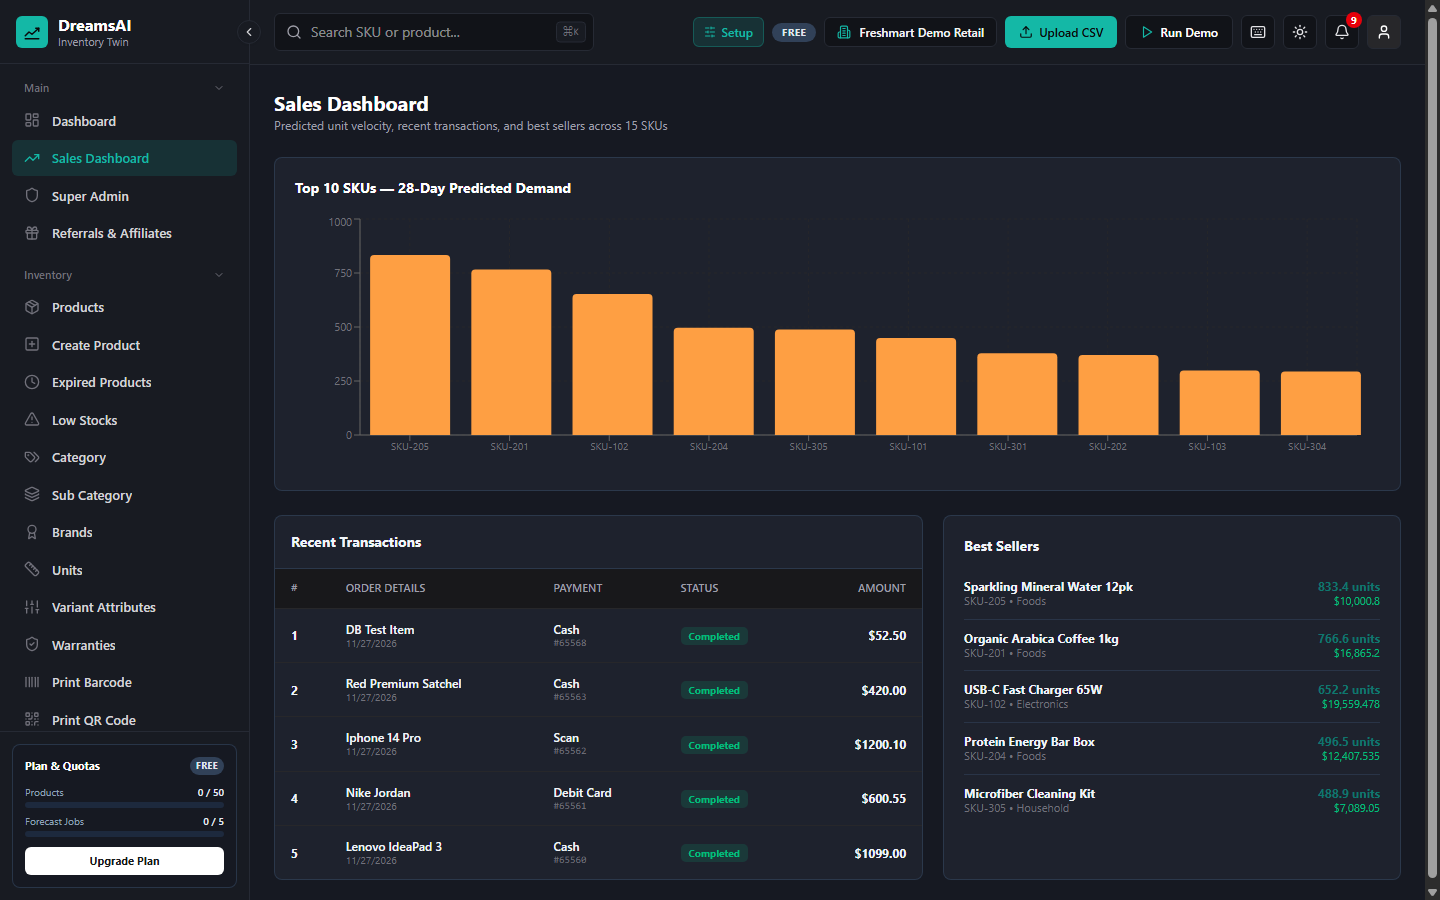 DreamsAI
Inventory Twin
Search SKU or product...
⌘K
Setup
FREE
Freshmart Demo Retail
Upload CSV
Run Demo
9
Main
Dashboard
Sales Dashboard
Super Admin
Referrals & Affiliates
Inventory
Products
Create Product
Expired Products
Low Stocks
Category
Sub Category
Brands
Units
Variant Attributes
Warranties
Print Barcode
Print QR Code
Plan & Quotas
FREE
Products 0 / 50
Forecast Jobs 0 / 5
Upgrade Plan
Sales Dashboard
Predicted unit velocity, recent transactions, and best sellers across 15 SKUs
Top 10 SKUs — 28-Day Predicted Demand
1000
750
500
250
0
SKU-205 SKU-201 SKU-102 SKU-204 SKU-305 SKU-101 SKU-301 SKU-202 SKU-103 SKU-304
Recent Transactions
# ORDER DETAILS PAYMENT STATUS AMOUNT
1 DB Test Item Cash Completed $52.50
11/27/2026 #65568
2 Red Premium Satchel Cash Completed $420.00
11/27/2026 #65563
3 Iphone 14 Pro Scan Completed $1200.10
11/27/2026 #65562
4 Nike Jordan Debit Card Completed $600.55
11/27/2026 #65561
5 Lenovo IdeaPad 3 Cash Completed $1099.00
11/27/2026 #65560
Best Sellers
Sparkling Mineral Water 12pk 833.4 units
SKU-205 • Foods $10,000.8
Organic Arabica Coffee 1kg 766.6 units
SKU-201 • Foods $16,865.2
USB-C Fast Charger 65W 652.2 units
SKU-102 • Electronics $19,559.478
Protein Energy Bar Box 496.5 units
SKU-204 • Foods $12,407.535
Microfiber Cleaning Kit 488.9 units
SKU-305 • Household $7,089.05